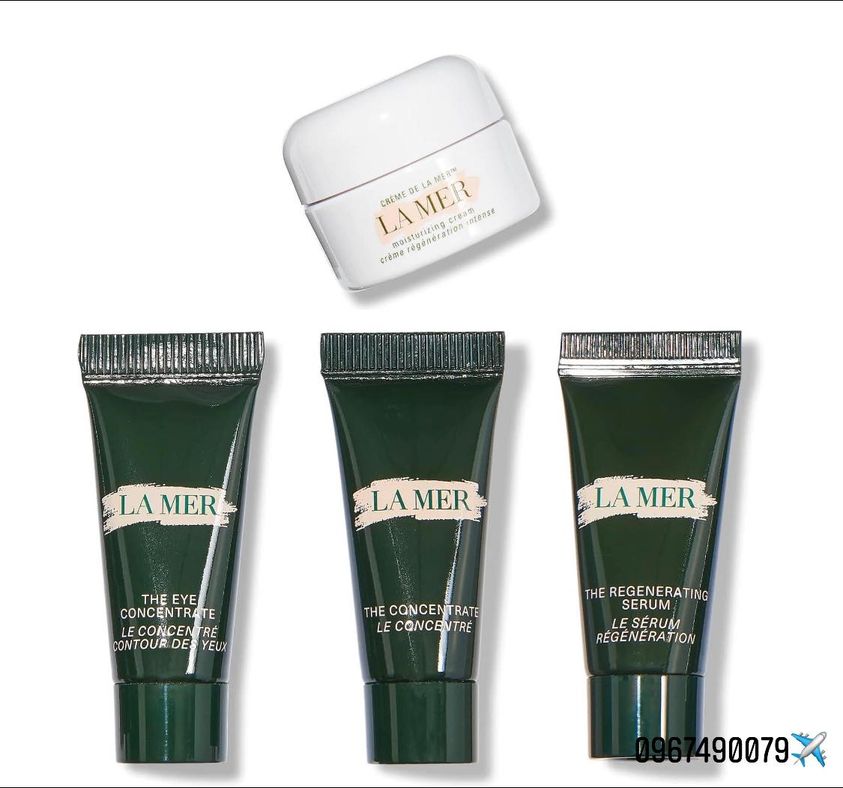 CRÈME DE LA MER™
LA MER
moisturizing cream
crème régénération intense
LA MER
THE EYE
CONCENTRATE
LE CONCENTRÉ
CONTOUR DES YEUX
LA MER
THE CONCENTRATE
LE CONCENTRÉ
LA MER
THE REGENERATING
SERUM
LE SÉRUM
RÉGÉNÉRATION
0967490079✈️